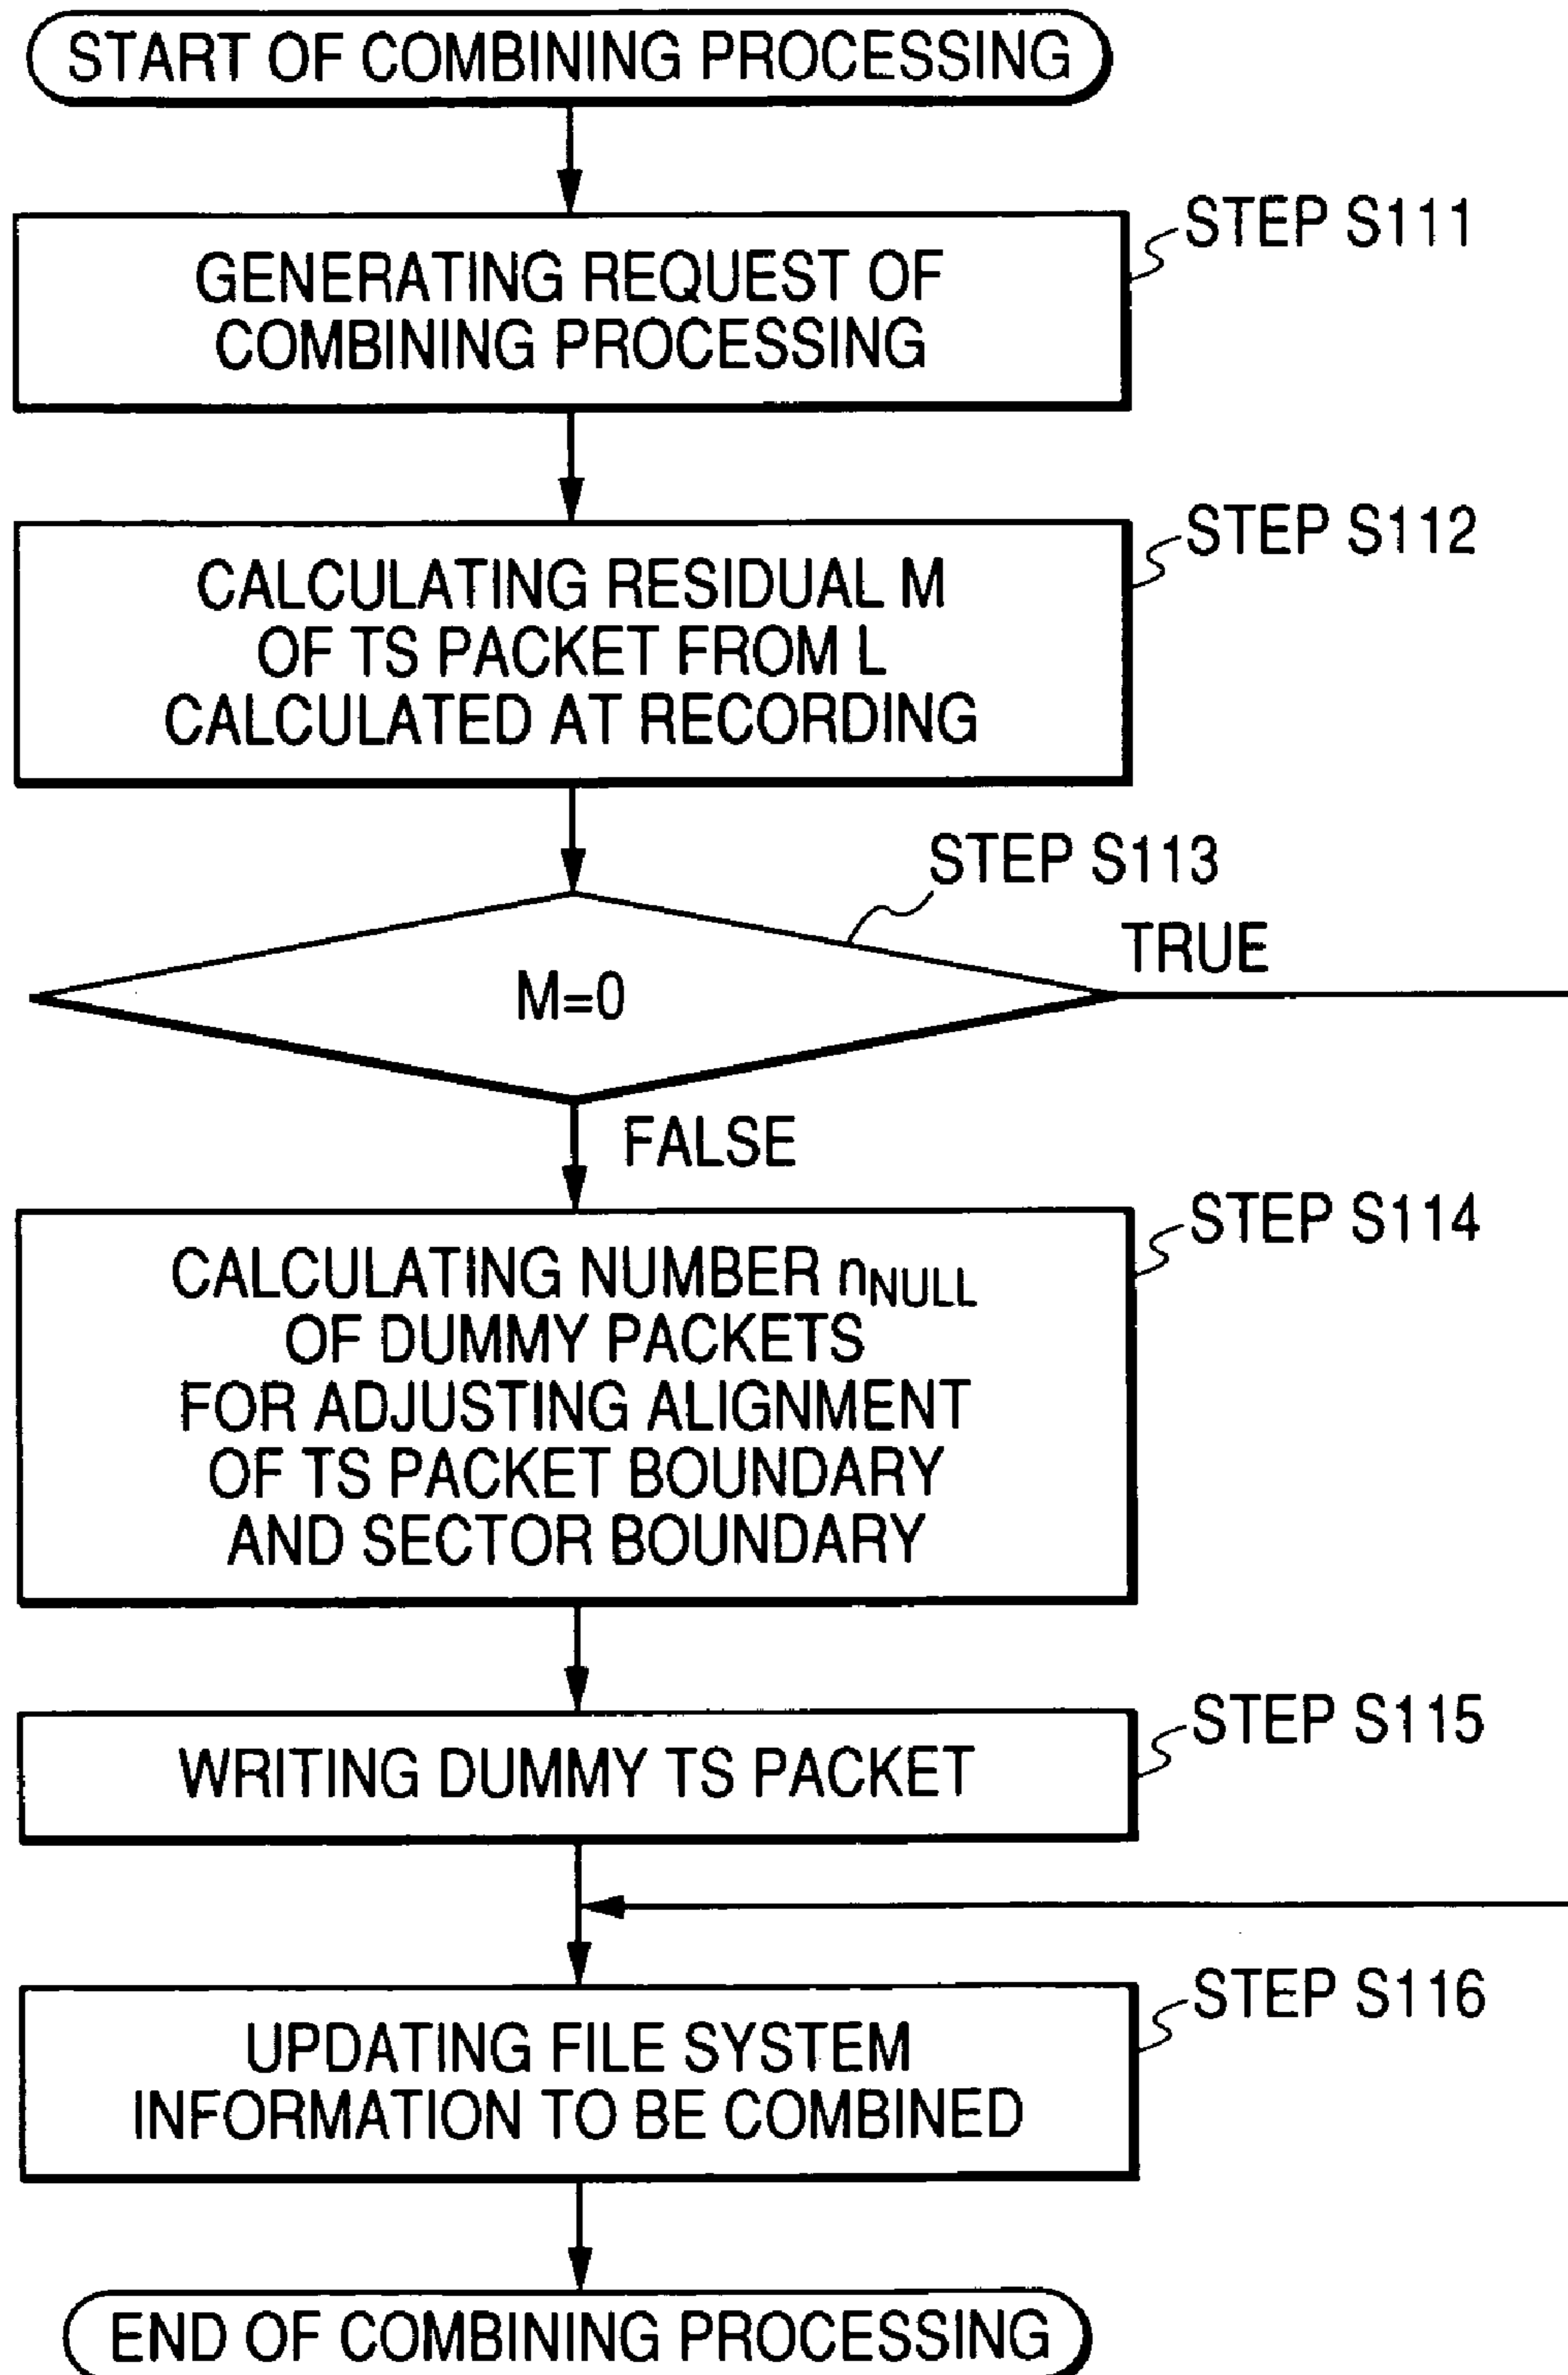 START OF COMBINING PROCESSING
STEP S111
GENERATING REQUEST OF
COMBINING PROCESSING
STEP S112
CALCULATING RESIDUAL M
OF TS PACKET FROM L
CALCULATED AT RECORDING
STEP S113
TRUE
M=0
FALSE
STEP S114
CALCULATING NUMBER nNULL
OF DUMMY PACKETS
FOR ADJUSTING ALIGNMENT
OF TS PACKET BOUNDARY
AND SECTOR BOUNDARY
STEP S115
WRITING DUMMY TS PACKET
STEP S116
UPDATING FILE SYSTEM
INFORMATION TO BE COMBINED
END OF COMBINING PROCESSING